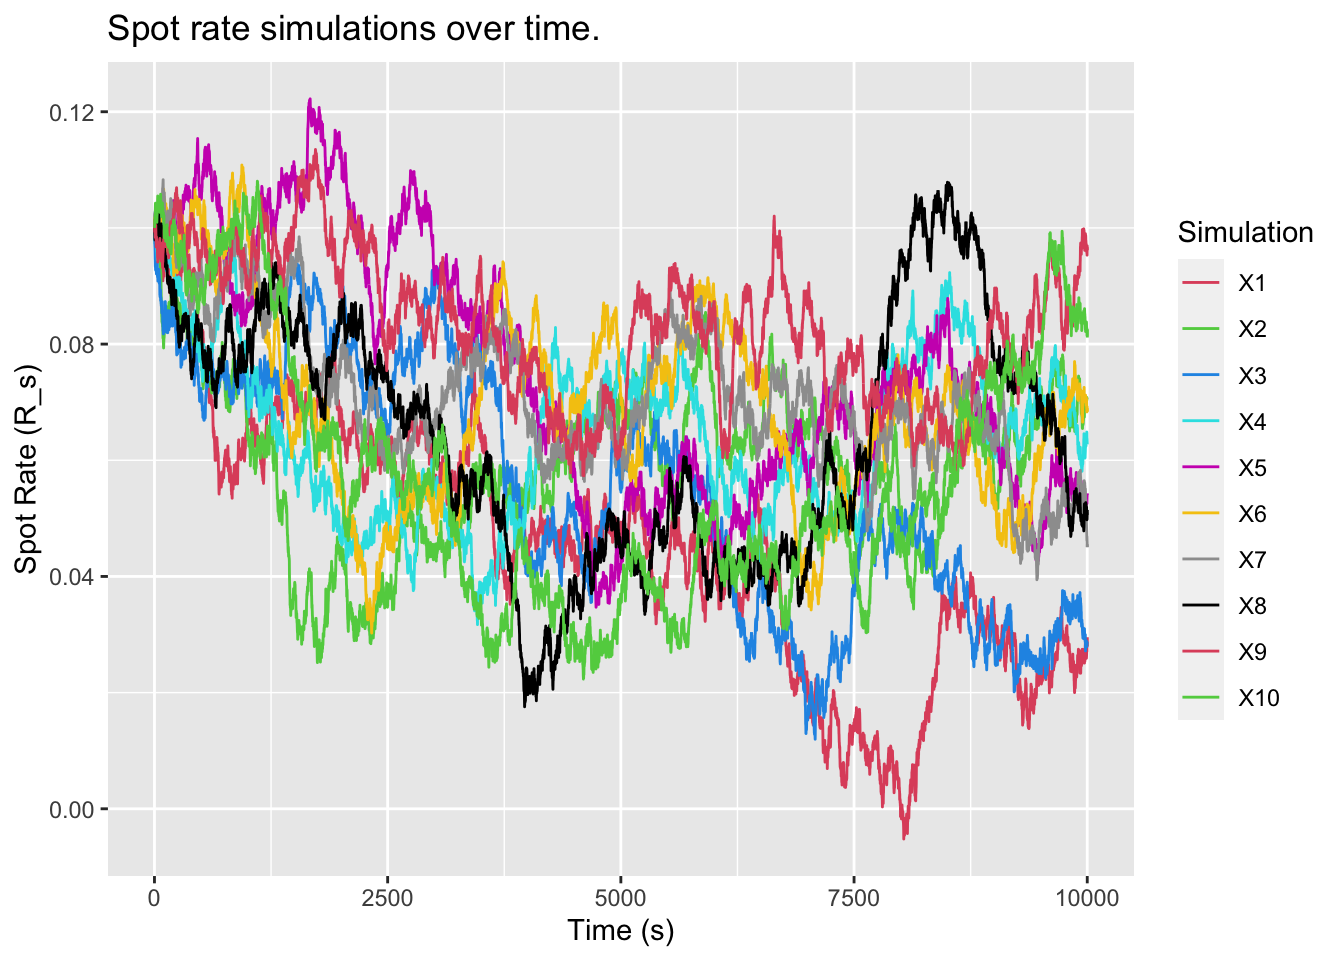 Spot rate simulations over time.
Spot Rate (R_s)
0.12
0.08
0.04
0.00
0
2500
5000
7500
10000
Time (s)
Simulation
X1
X2
X3
X4
X5
X6
X7
X8
X9
X10